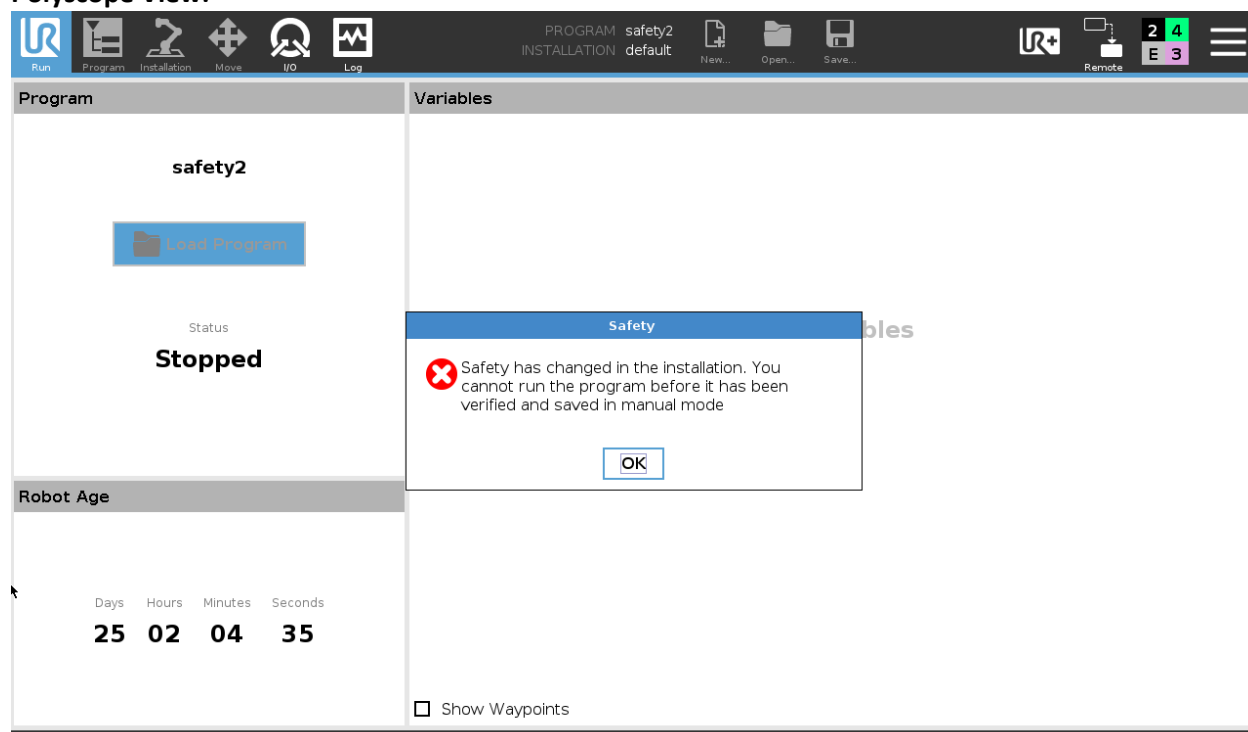 UR
UR+
PROGRAM safety2
INSTALLATION default
2 4
E 3
Run Program Installation Move I/O Log
New... Open... Save...
Remote
Program
safety2
Load Program
Status
Stopped
Robot Age
Days Hours Minutes Seconds
25 02 04 35
Variables
bles
Safety
Safety has changed in the installation. You
cannot run the program before it has been
verified and saved in manual mode
OK
Show Waypoints